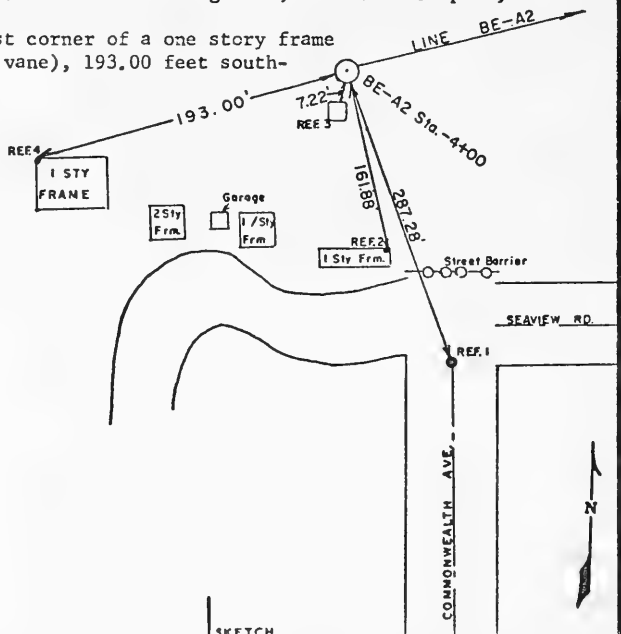 st corner of a one story frame
vane), 193.00 feet south-
LINE BE-A2
193.00'
7.22'
REF. 3
BE-A2 Sta.-4+00
REF.4
1 STY
FRAME
161.88'
287.28'
2 Sty
Frm.
Garage
1 /Sty
Frm
REF.2
1 Sty Frm.
Street Barrier
SEAVIEW RD.
REF. 1
COMMONWEALTH AVE.
N
SKETCH